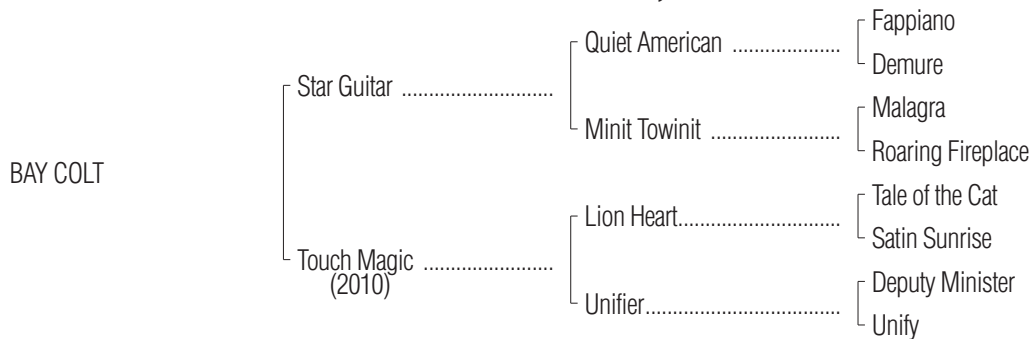 Fappiano
Quiet American ....................
Demure
Star Guitar ............................
Malagra
Minit Towinit ........................
Roaring Fireplace
BAY COLT
Tale of the Cat
Lion Heart..............................
Satin Sunrise
Touch Magic ........................
(2010)
Deputy Minister
Unifier....................................
Unify